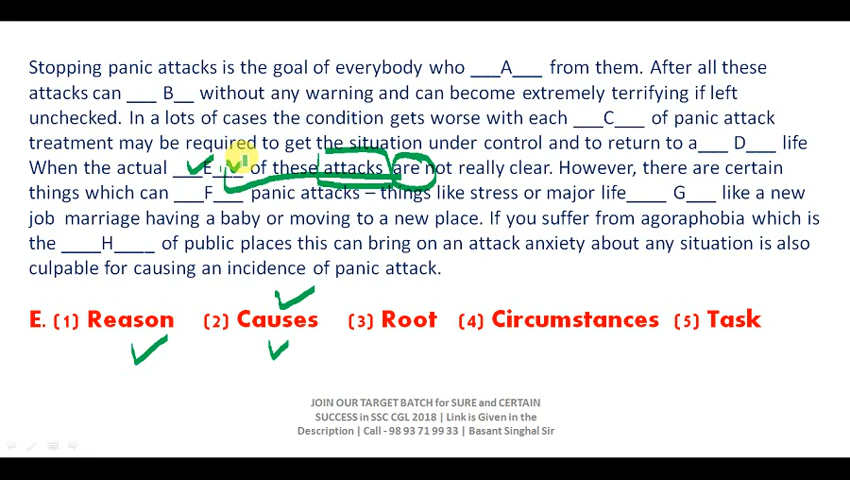 Stopping panic attacks is the goal of everybody who ___A___ from them. After all these
attacks can ___ B__ without any warning and can become extremely terrifying if left
unchecked. In a lots of cases the condition gets worse with each ___C___ of panic attack
treatment may be required to get the situation under control and to return to a___ D___ life
When the actual ___E ___ of these attacks are not really clear. However, there are certain
things which can ___F___ panic attacks – things like stress or major life____ G___ like a new
job marriage having a baby or moving to a new place. If you suffer from agoraphobia which is
the ____H____ of public places this can bring on an attack anxiety about any situation is also
culpable for causing an incidence of panic attack.
E. (1) Reason (2) Causes (3) Root (4) Circumstances (5) Task
JOIN OUR TARGET BATCH for SURE and CERTAIN
SUCCESS in SSC CGL 2018 | Link is Given in the
Description | Call - 98 93 71 99 33 | Basant Singhal Sir